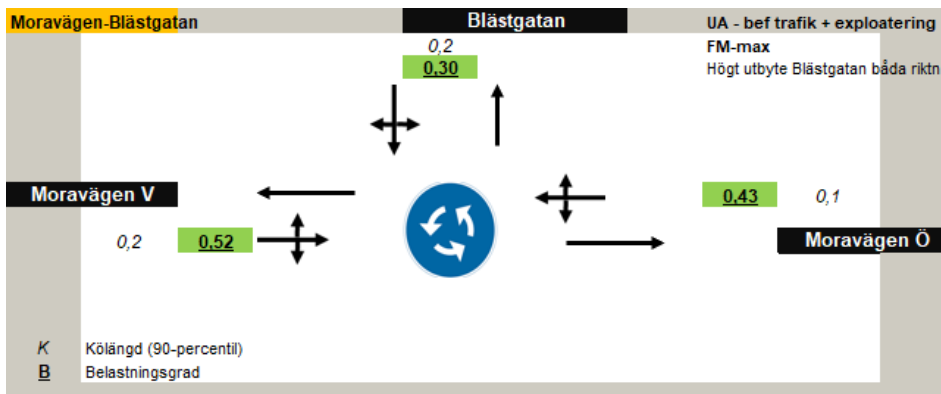 Moravägen-Blästgatan
Blästgatan
UA - bef trafik + exploatering
FM-max
Högt utbyte Blästgatan båda riktn
0,2
0,30
Moravägen V
0,2
0,52
0,43
0,1
Moravägen Ö
K Kölängd (90-percentil)
B Belastningsgrad